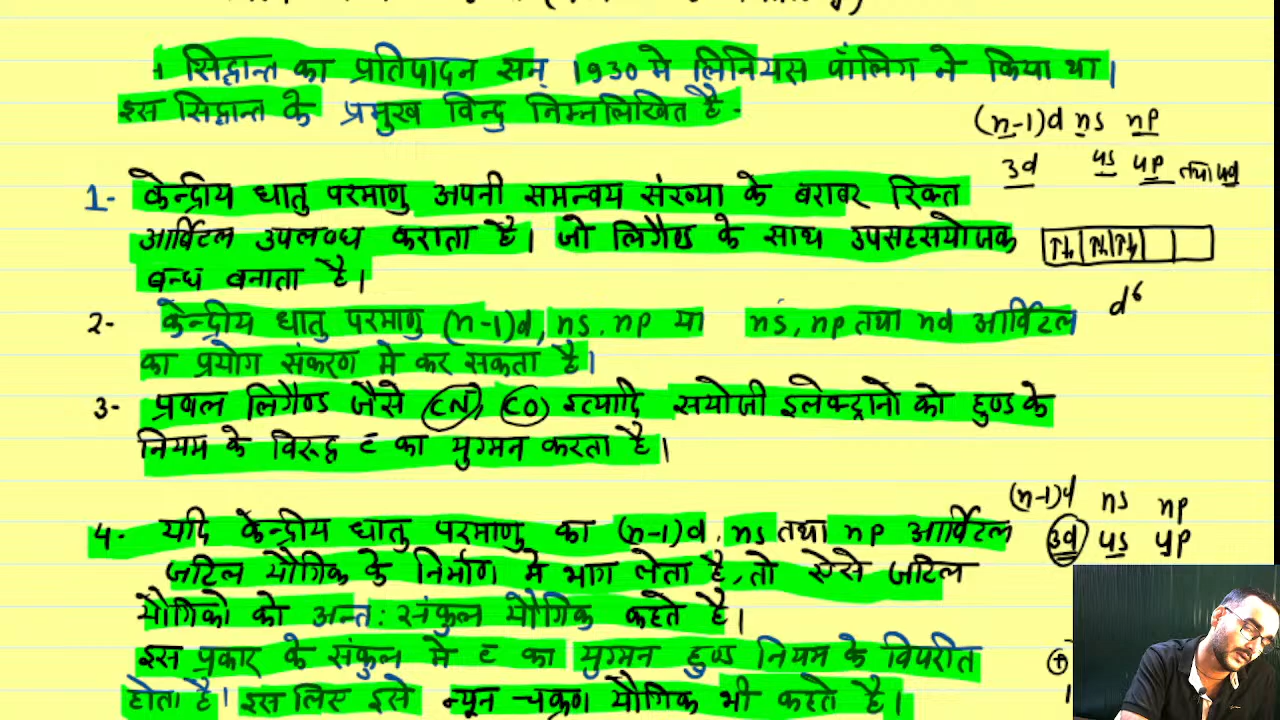 सिद्धान्त का प्रतिपादन सन् 1930 मे लिनियस पॉलिंग ने किया था।
इस सिद्धान्त के प्रमुख विन्दु निम्नलिखित है -
(n-1)d ns np
3d 4s 4p तथा 4d
1- केन्द्रीय धातु परमाणु अपनी समन्वय संख्या के बराबर रिक्त
आर्विटल उपलब्ध कराता है। जो लिगैण्ड के साथ उपसहसंयोजक
बन्ध बनाता है।
d⁶
2- केन्द्रीय धातु परमाणु (n-1)d, ns, np या ns, np तथा nd आर्विटल
का प्रयोग संकरण मे कर सकता है।
3- प्रवल लिगैण्ड जैसे CN, CO इत्यादि सयोजी इलेक्ट्रानो को हुण्ड के
नियम के विरूद्ध ē का युग्मन करता है।
(n-1)d ns np
3d 4s 4p
4- यदि केन्द्रीय धातु परमाणु का (n-1)d, ns तथा np आर्विटल
जटिल यौगिक के निर्माण मे भाग लेता है, तो ऐसे जटिल
यौगिको को अन्त: संकुल यौगिक कहते है।
इस प्रकार के संकुल मे ē का युग्मन हुण्ड नियम के विपरीत
होता है। इस लिए इसे न्यून चक्रण यौगिक भी कहते है।